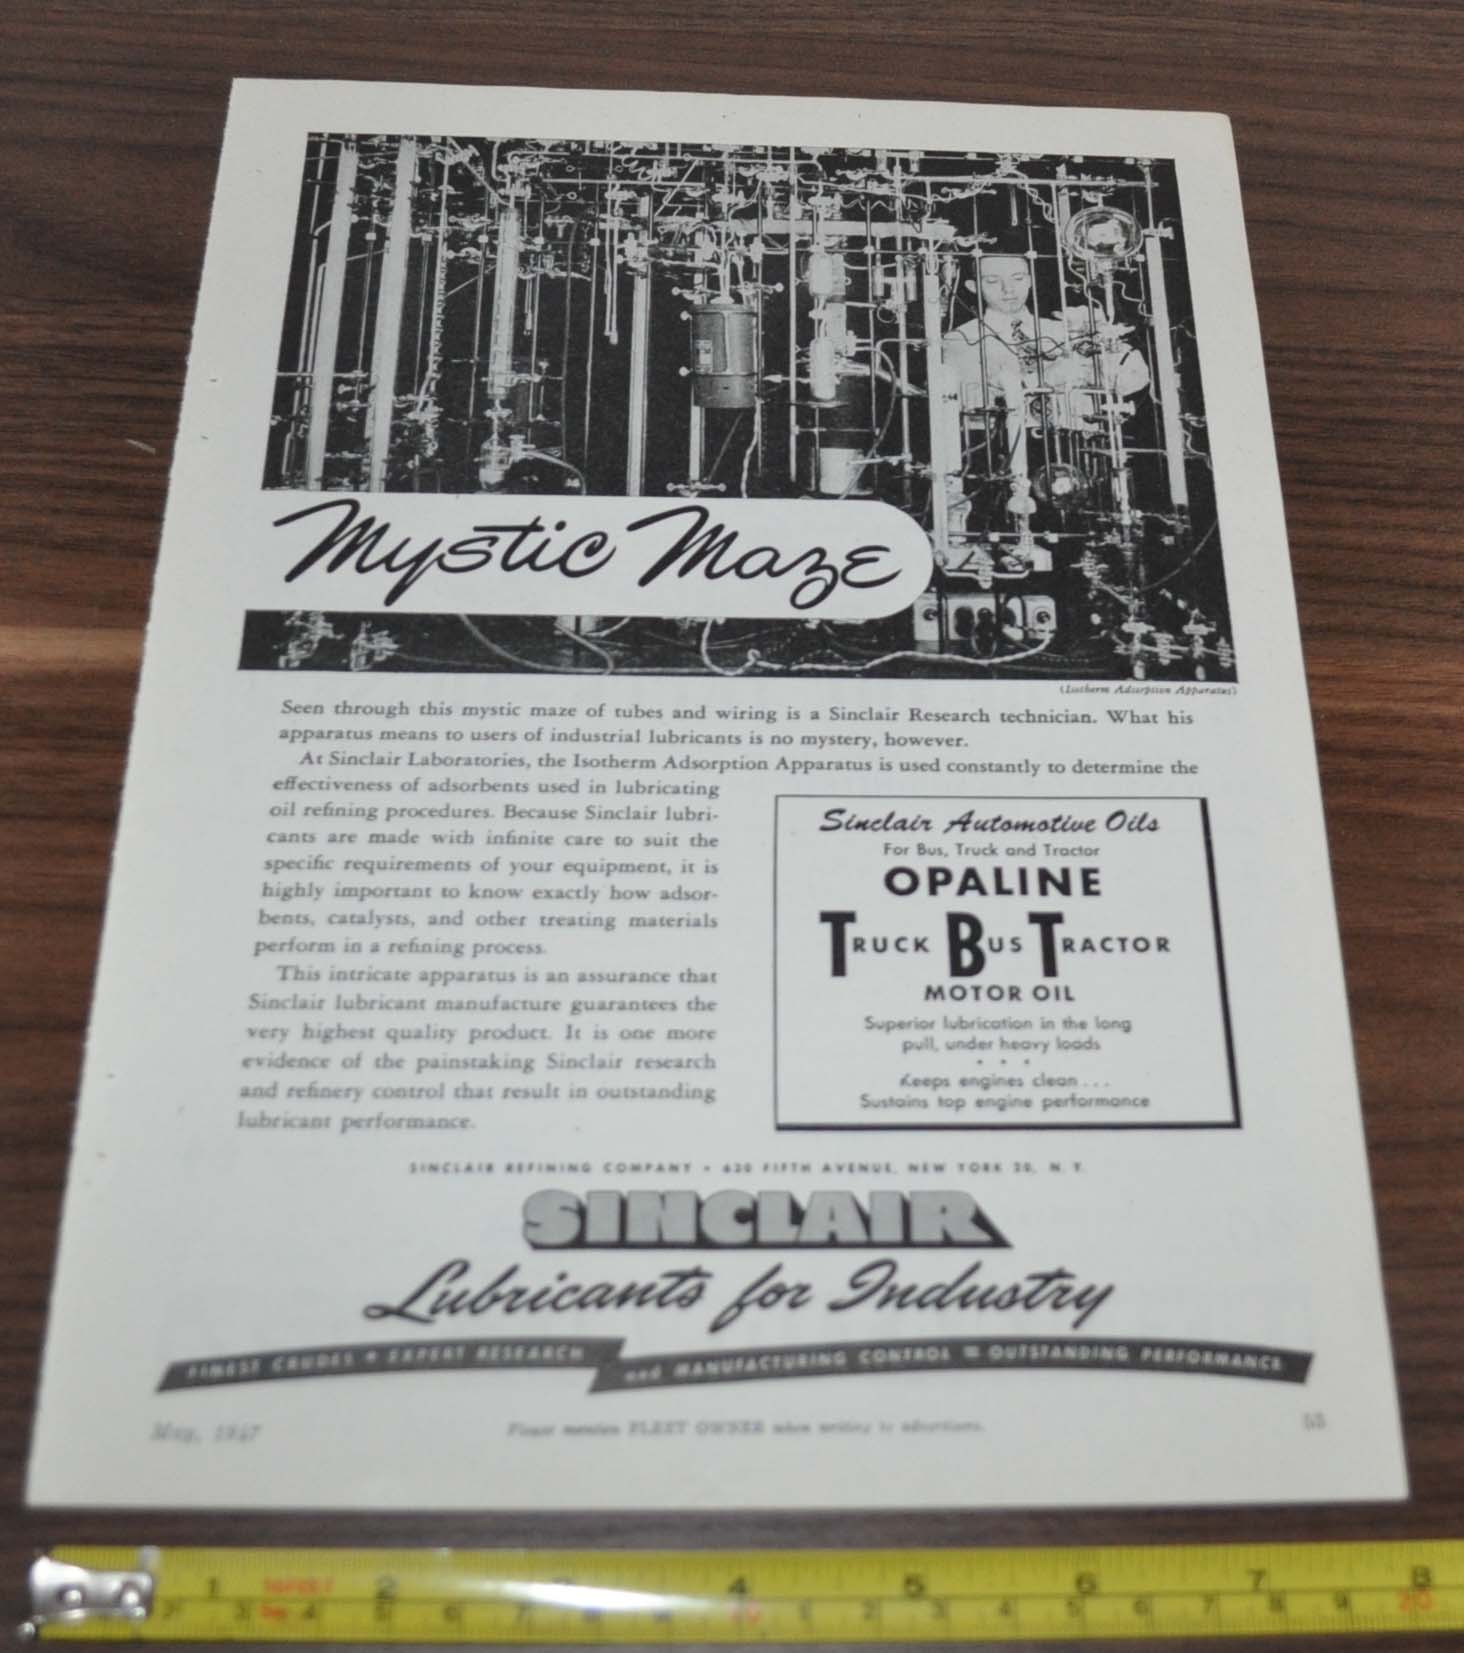 Mystic Maze
(Isotherm Adsorption Apparatus)
Seen through this mystic maze of tubes and wiring is a Sinclair Research technician. What his
apparatus means to users of industrial lubricants is no mystery, however.
At Sinclair Laboratories, the Isotherm Adsorption Apparatus is used constantly to determine the
effectiveness of adsorbents used in lubricating
oil refining procedures. Because Sinclair lubri-
cants are made with infinite care to suit the
specific requirements of your equipment, it is
highly important to know exactly how adsor-
bents, catalysts, and other treating materials
perform in a refining process.
This intricate apparatus is an assurance that
Sinclair lubricant manufacture guarantees the
very highest quality product. It is one more
evidence of the painstaking Sinclair research
and refinery control that result in outstanding
lubricant performance.
Sinclair Automotive Oils
For Bus, Truck and Tractor
OPALINE
TRUCK BUS TRACTOR
MOTOR OIL
Superior lubrication in the long
pull, under heavy loads
• • •
Keeps engines clean...
Sustains top engine performance
SINCLAIR REFINING COMPANY • 630 FIFTH AVENUE, NEW YORK 20, N. Y.
SINCLAIR
Lubricants for Industry
FINEST CRUDES + EXPERT RESEARCH
and MANUFACTURING CONTROL = OUTSTANDING PERFORMANCE
May, 1947
Please mention FLEET OWNER when writing to advertisers.
55
1 2 3 4 5 6 7 8